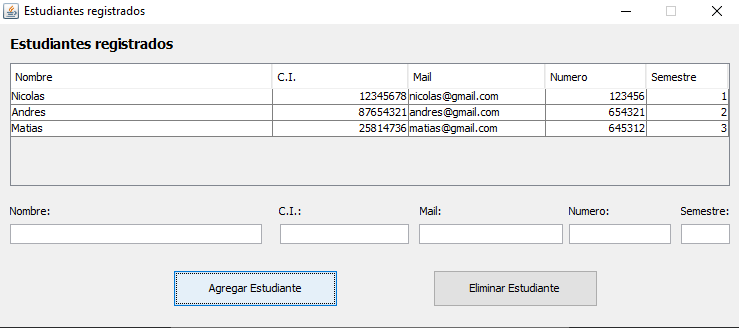 Estudiantes registrados
Estudiantes registrados
Nombre C.I. Mail Numero Semestre
Nicolas 12345678 nicolas@gmail.com 123456 1
Andres 87654321 andres@gmail.com 654321 2
Matias 25814736 matias@gmail.com 645312 3
Nombre: C.I.: Mail: Numero: Semestre:
Agregar Estudiante Eliminar Estudiante